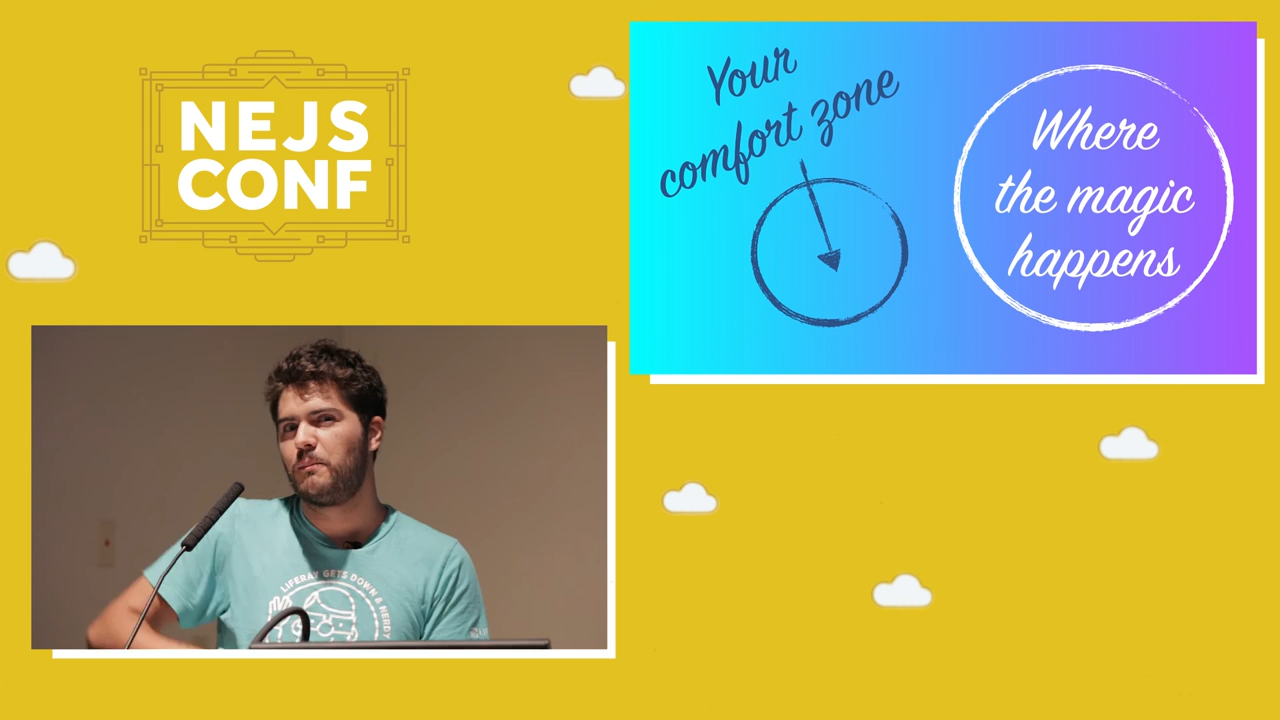 NEJS
CONF
Your
comfort zone
Where
the magic
happens
LIFERAY GETS DOWN & NERDY